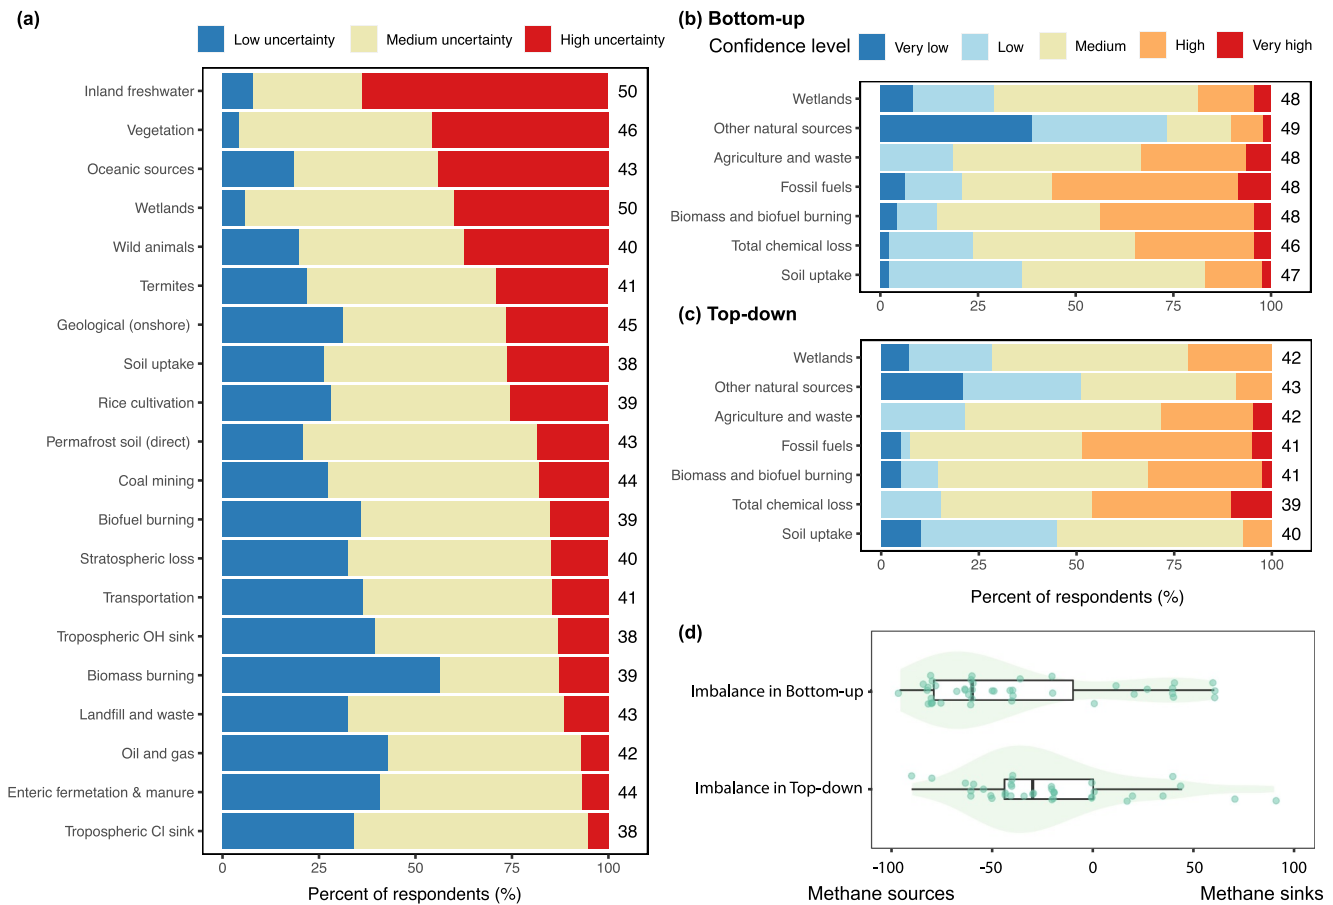 (a)
Low uncertainty Medium uncertainty High uncertainty
Inland freshwater 50
Vegetation 46
Oceanic sources 43
Wetlands 50
Wild animals 40
Termites 41
Geological (onshore) 45
Soil uptake 38
Rice cultivation 39
Permafrost soil (direct) 43
Coal mining 44
Biofuel burning 39
Stratospheric loss 40
Transportation 41
Tropospheric OH sink 38
Biomass burning 39
Landfill and waste 43
Oil and gas 42
Enteric fermetation & manure 44
Tropospheric Cl sink 38
0 25 50 75 100
Percent of respondents (%)
(b) Bottom-up
Confidence level Very low Low Medium High Very high
Wetlands 48
Other natural sources 49
Agriculture and waste 48
Fossil fuels 48
Biomass and biofuel burning 48
Total chemical loss 46
Soil uptake 47
0 25 50 75 100
(c) Top-down
Wetlands 42
Other natural sources 43
Agriculture and waste 42
Fossil fuels 41
Biomass and biofuel burning 41
Total chemical loss 39
Soil uptake 40
0 25 50 75 100
Percent of respondents (%)
(d)
Imbalance in Bottom-up
Imbalance in Top-down
-100 -50 0 50 100
Methane sources Methane sinks